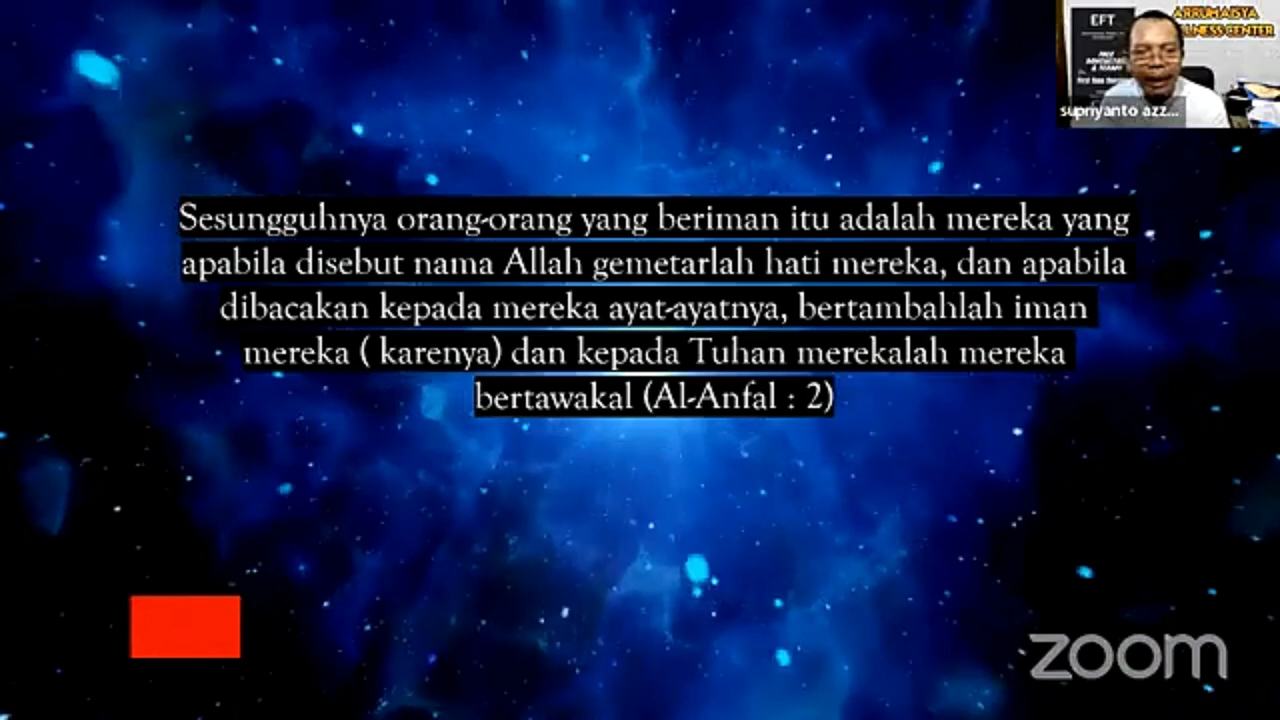 EFT
ARRUMAISYA
LNESS CENTER
supriyanto azz...
Sesungguhnya orang-orang yang beriman itu adalah mereka yang
apabila disebut nama Allah gemetarlah hati mereka, dan apabila
dibacakan kepada mereka ayat-ayatnya, bertambahlah iman
mereka ( karenya) dan kepada Tuhan merekalah mereka
bertawakal (Al-Anfal : 2)
zoom